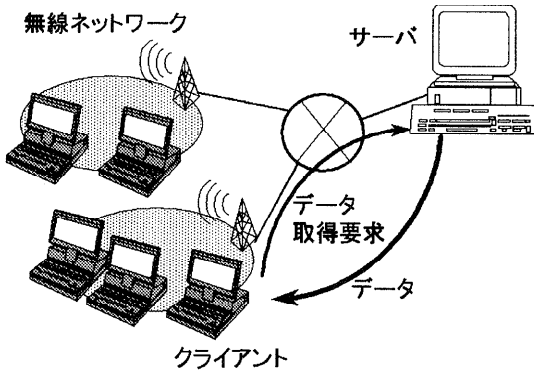 無線ネットワーク
サーバ
データ
取得要求
データ
クライアント